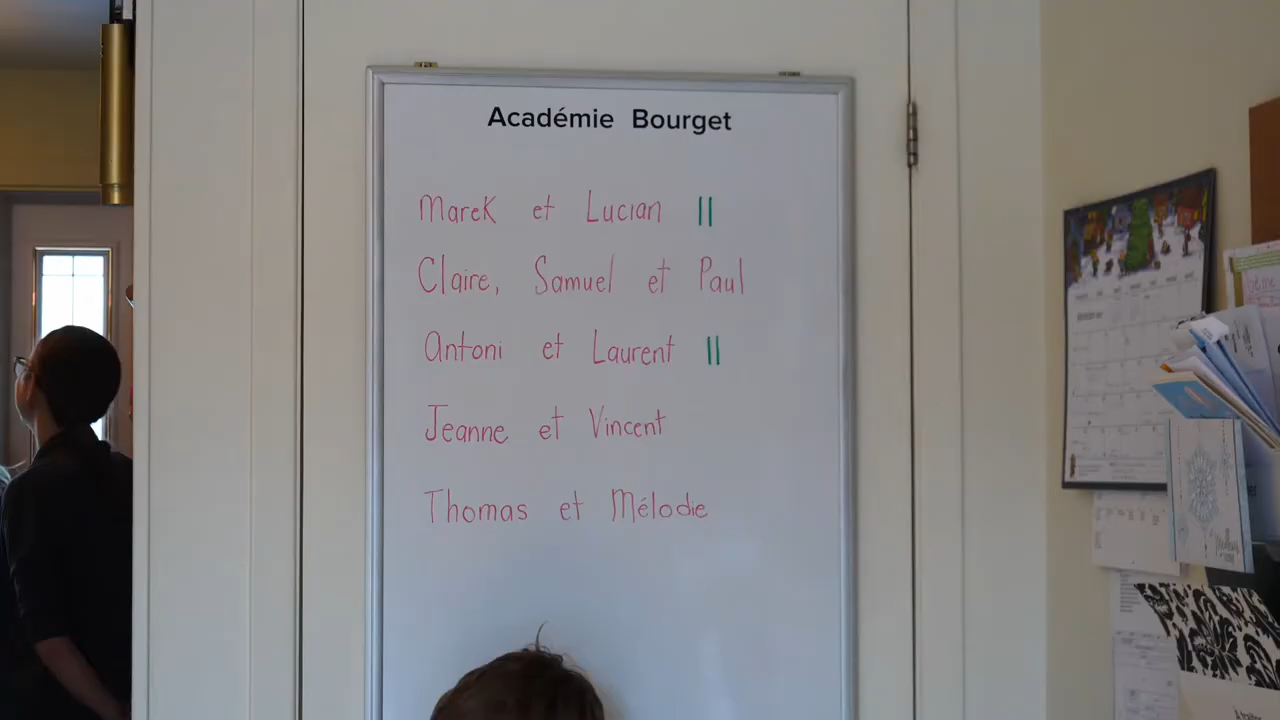 Académie Bourget
Marek et Lucian ||
Claire, Samuel et Paul
Antoni et Laurent ||
Jeanne et Vincent
Thomas et Mélodie